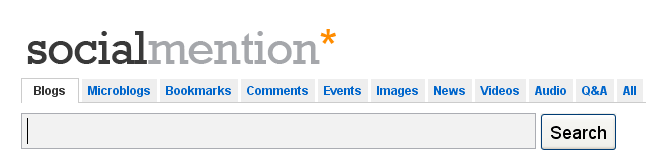 socialmention*
Blogs Microblogs Bookmarks Comments Events Images News Videos Audio Q&A All
Search